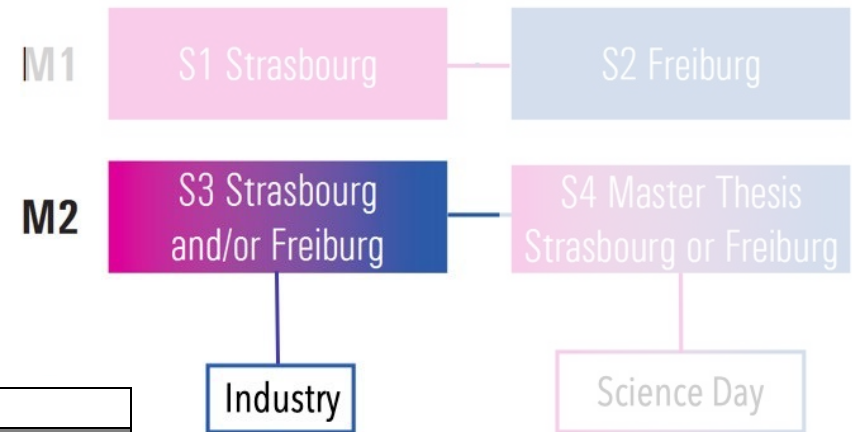 M1
S1 Strasbourg
S2 Freiburg
M2
S3 Strasbourg
and/or Freiburg
S4 Master Thesis
Strasbourg or Freiburg
Industry
Science Day